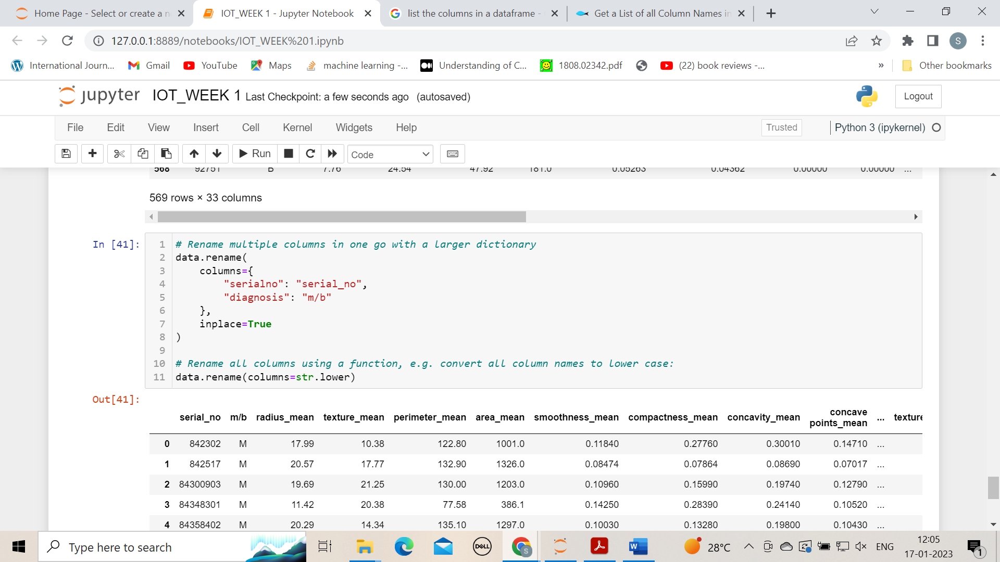 Home Page - Select or create a n
IOT_WEEK 1 - Jupyter Notebook
list the columns in a dataframe -
Get a List of all Column Names in
127.0.0.1:8889/notebooks/IOT_WEEK%201.ipynb
S
International Journ...
Gmail
YouTube
Maps
machine learning -...
Understanding of C...
1808.02342.pdf
(22) book reviews -...
»
Other bookmarks
jupyter IOT_WEEK 1 Last Checkpoint: a few seconds ago (autosaved)
Logout
File Edit View Insert Cell Kernel Widgets Help
Trusted
Python 3 (ipykernel)
Run
Code
568 92751 B 7.76 24.54 47.92 181.0 0.05263 0.04362 0.00000 0.00000 ...
569 rows × 33 columns
In [41]:
1 # Rename multiple columns in one go with a larger dictionary
2 data.rename(
3     columns={
4         "serialno": "serial_no",
5         "diagnosis": "m/b"
6     },
7     inplace=True
8 )
9
10 # Rename all columns using a function, e.g. convert all column names to lower case:
11 data.rename(columns=str.lower)
Out[41]:
serial_no m/b radius_mean texture_mean perimeter_mean area_mean smoothness_mean compactness_mean concavity_mean concave points_mean ... texture
0 842302 M 17.99 10.38 122.80 1001.0 0.11840 0.27760 0.30010 0.14710 ...
1 842517 M 20.57 17.77 132.90 1326.0 0.08474 0.07864 0.08690 0.07017 ...
2 84300903 M 19.69 21.25 130.00 1203.0 0.10960 0.15990 0.19740 0.12790 ...
3 84348301 M 11.42 20.38 77.58 386.1 0.14250 0.28390 0.24140 0.10520 ...
4 84358402 M 20.29 14.34 135.10 1297.0 0.10030 0.13280 0.19800 0.10430 ...
Type here to search
DELL
S
W
28°C
ENG
12:05
17-01-2023
1